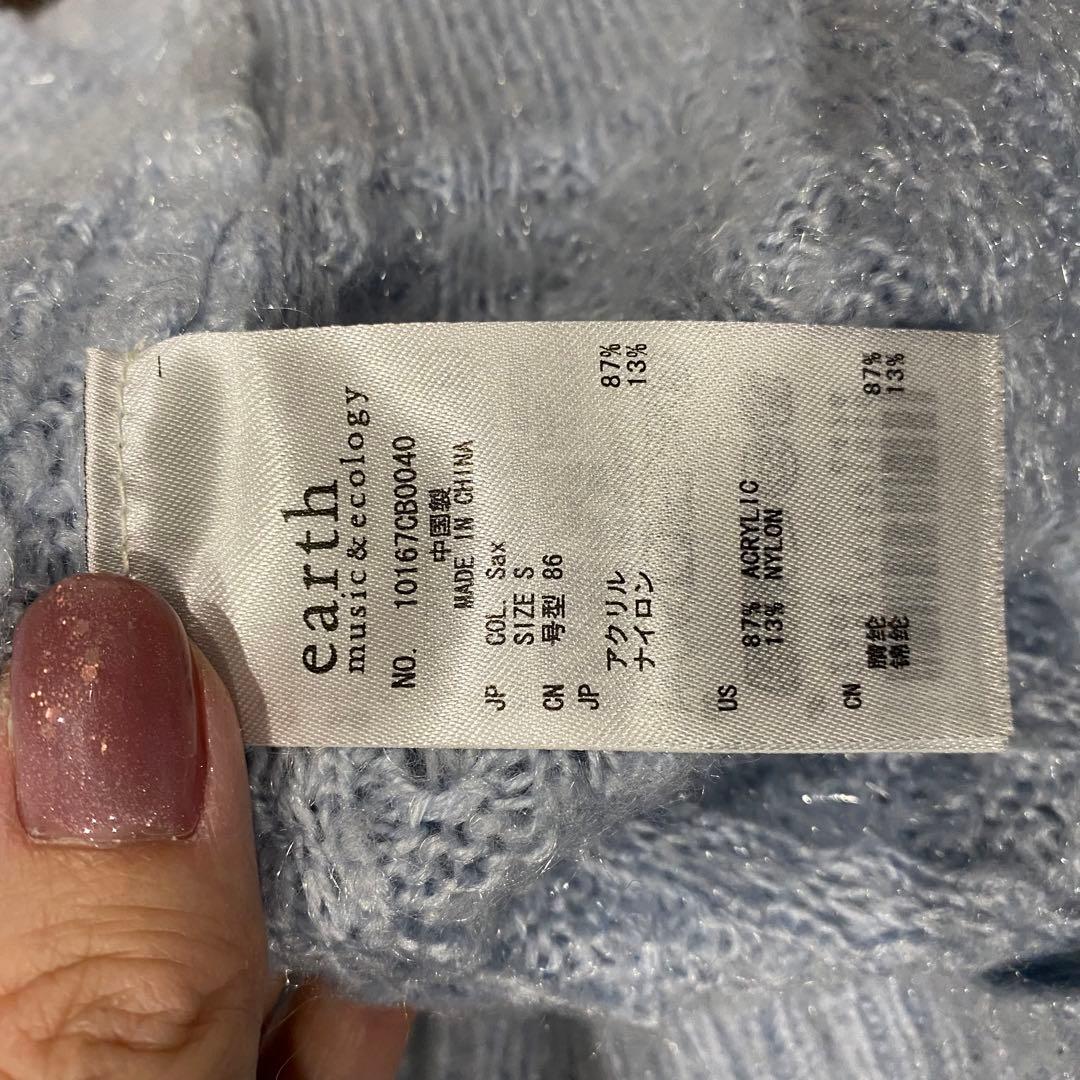 earth
music&ecology
NO. 10167CB0040
中国製
MADE IN CHINA
JP COL. Sax
SIZE S
CN 号型 86
JP アクリル 87%
ナイロン 13%
US 87% ACRYLIC
13% NYLON
CN 腈纶 87%
锦纶 13%